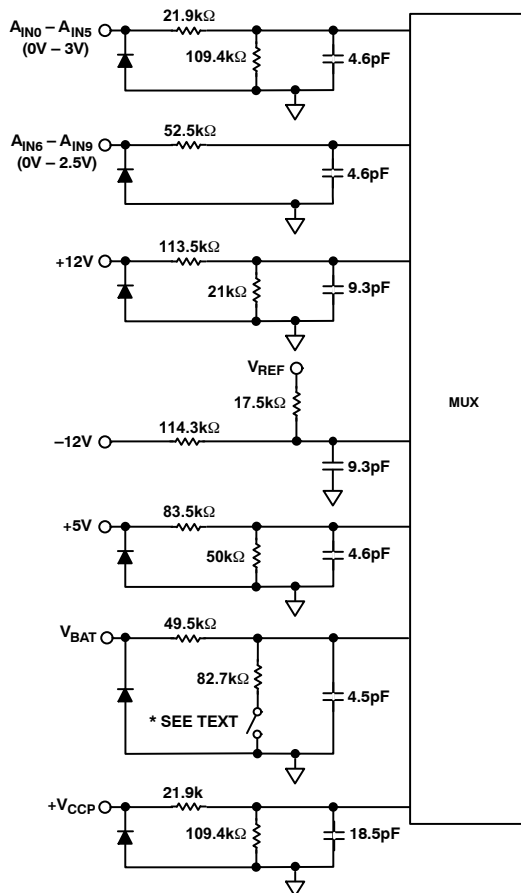 A_IN0 – A_IN5
(0V – 3V)
21.9kΩ
109.4kΩ
4.6pF
A_IN6 – A_IN9
(0V – 2.5V)
52.5kΩ
4.6pF
+12V
113.5kΩ
21kΩ
9.3pF
V_REF
17.5kΩ
MUX
–12V
114.3kΩ
9.3pF
+5V
83.5kΩ
50kΩ
4.6pF
V_BAT
49.5kΩ
82.7kΩ
* SEE TEXT
4.5pF
+V_CCP
21.9k
109.4kΩ
18.5pF